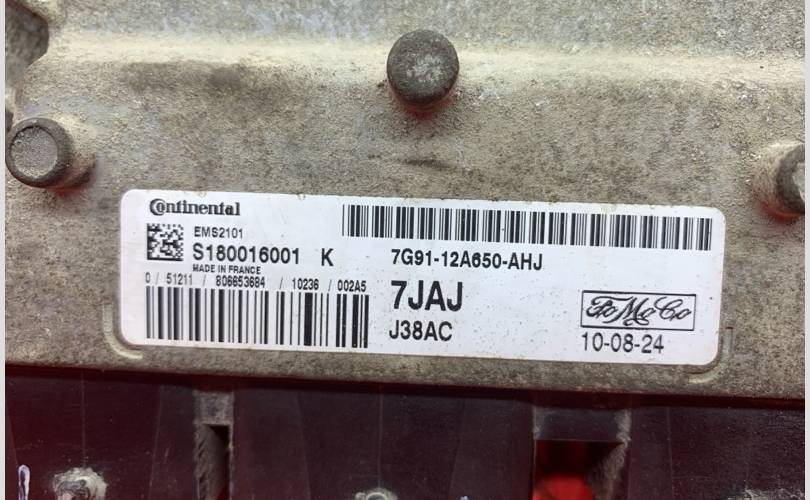 Continental
EMS2101
S180016001 K
MADE IN FRANCE
0 / 51211 / 806653684 / 10236 / 002A5
7G91-12A650-AHJ
7JAJ
J38AC
FoMoCo
10-08-24